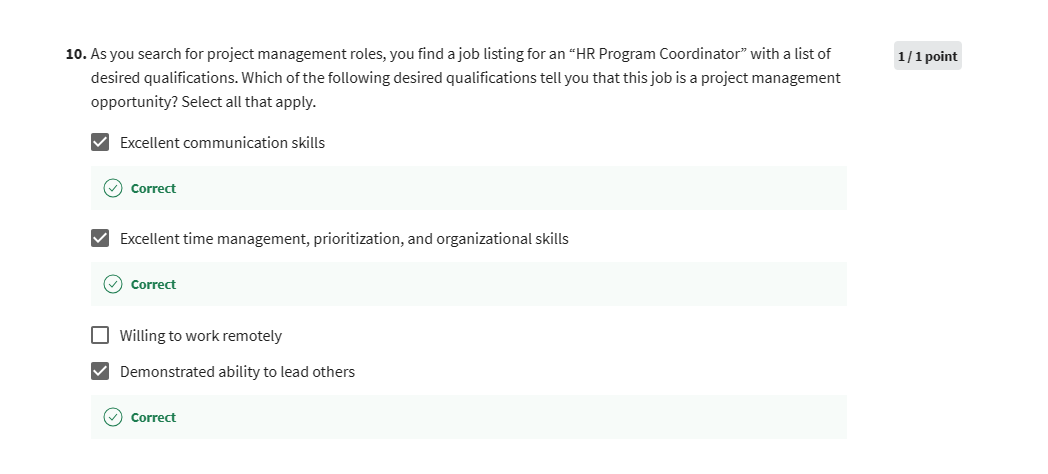 10. As you search for project management roles, you find a job listing for an “HR Program Coordinator” with a list of
1 / 1 point
desired qualifications. Which of the following desired qualifications tell you that this job is a project management
opportunity? Select all that apply.
Excellent communication skills
Correct
Excellent time management, prioritization, and organizational skills
Correct
Willing to work remotely
Demonstrated ability to lead others
Correct